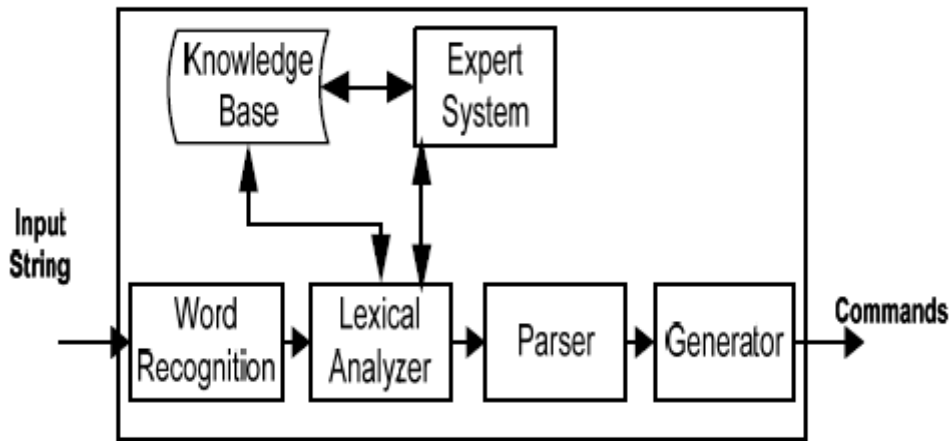 Knowledge
Base
Expert
System
Input
String
Word
Recognition
Lexical
Analyzer
Parser
Generator
Commands